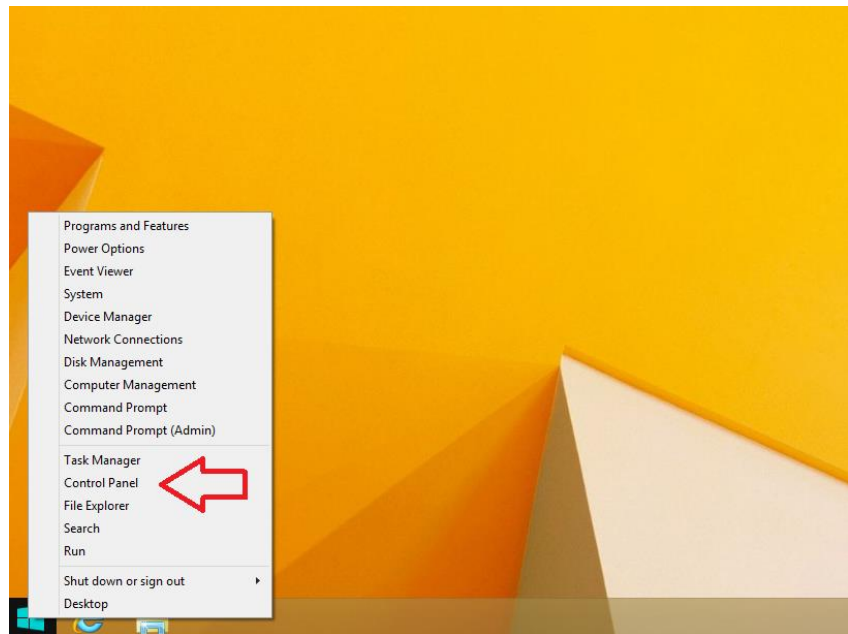 Programs and Features
Power Options
Event Viewer
System
Device Manager
Network Connections
Disk Management
Computer Management
Command Prompt
Command Prompt (Admin)
Task Manager
Control Panel
File Explorer
Search
Run
Shut down or sign out
Desktop